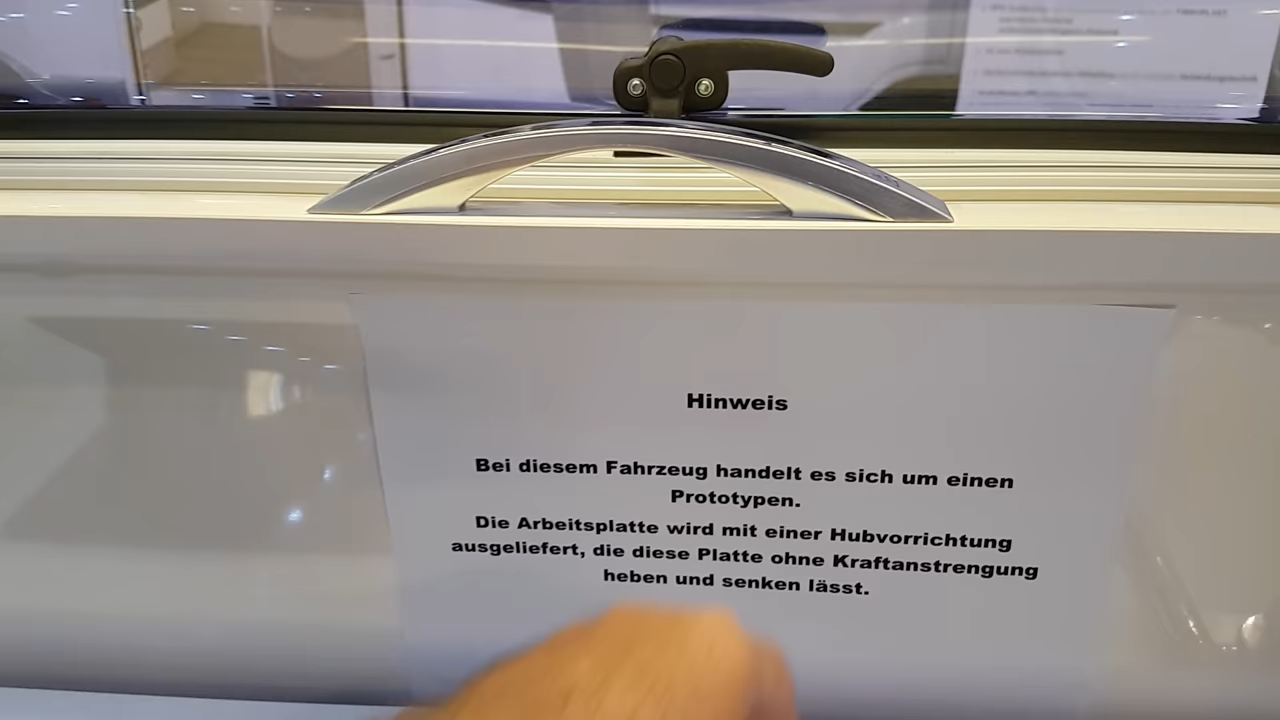 Hinweis
Bei diesem Fahrzeug handelt es sich um einen
Prototypen.
Die Arbeitsplatte wird mit einer Hubvorrichtung
ausgeliefert, die diese Platte ohne Kraftanstrengung
heben und senken lässt.